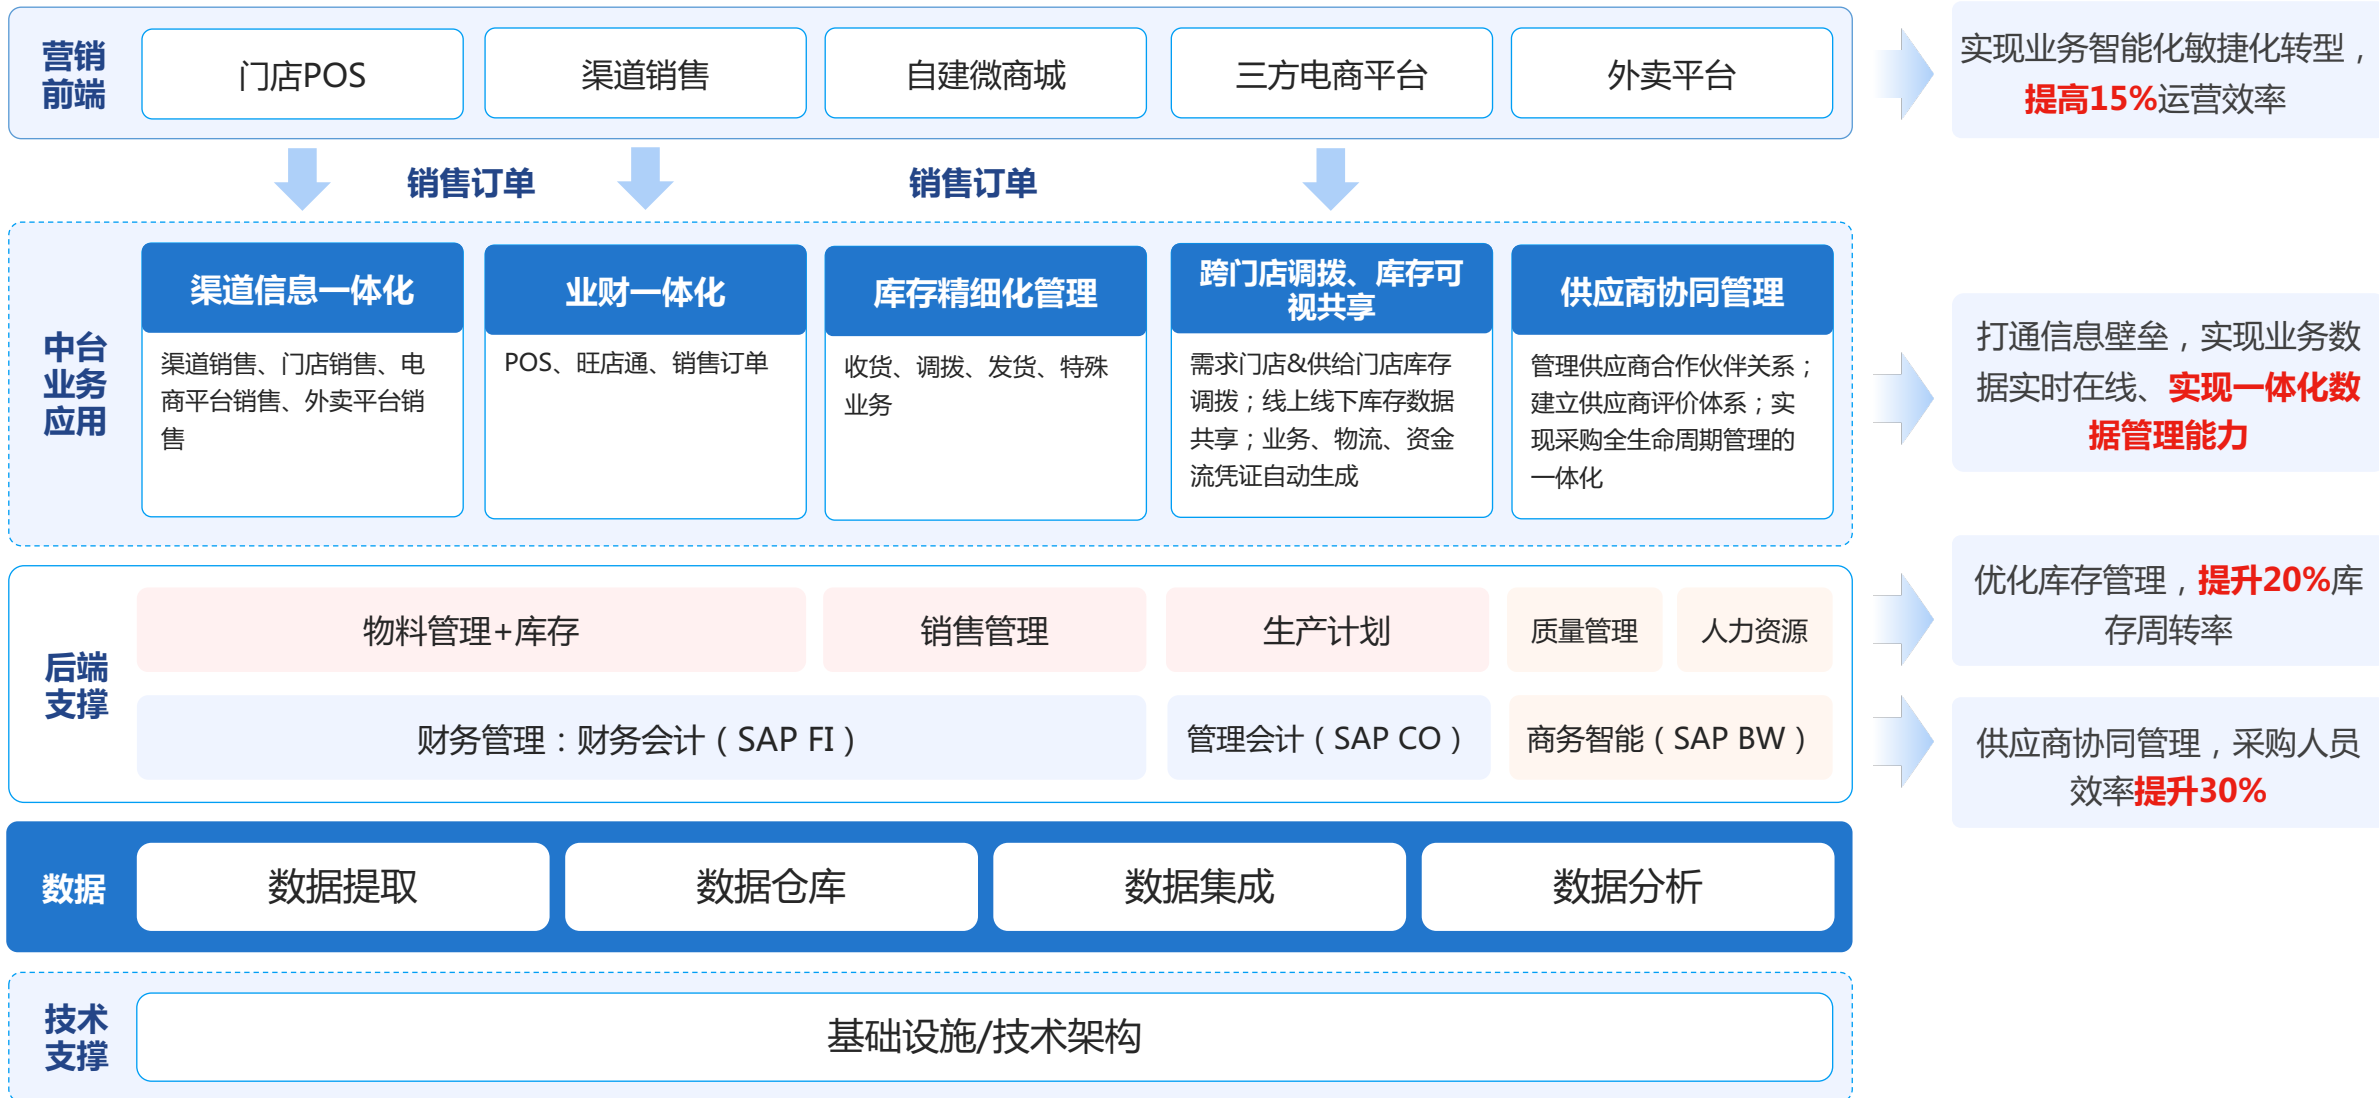 营销
前端
门店POS
渠道销售
自建微商城
三方电商平台
外卖平台
实现业务智能化敏捷化转型，
提高15%运营效率
销售订单
销售订单
中台
业务
应用
渠道信息一体化
渠道销售、门店销售、电
商平台销售、外卖平台销
售
业财一体化
POS、旺店通、销售订单
库存精细化管理
收货、调拨、发货、特殊
业务
跨门店调拨、库存可
视共享
需求门店&供给门店库存
调拨；线上线下库存数据
共享；业务、物流、资金
流凭证自动生成
供应商协同管理
管理供应商合作伙伴关系；
建立供应商评价体系；实
现采购全生命周期管理的
一体化
打通信息壁垒，实现业务数
据实时在线、实现一体化数
据管理能力
后端
支撑
物料管理+库存
销售管理
生产计划
质量管理
人力资源
财务管理：财务会计（SAP FI）
管理会计（SAP CO）
商务智能（SAP BW）
优化库存管理，提升20%库
存周转率
供应商协同管理，采购人员
效率提升30%
数据
数据提取
数据仓库
数据集成
数据分析
技术
支撑
基础设施/技术架构